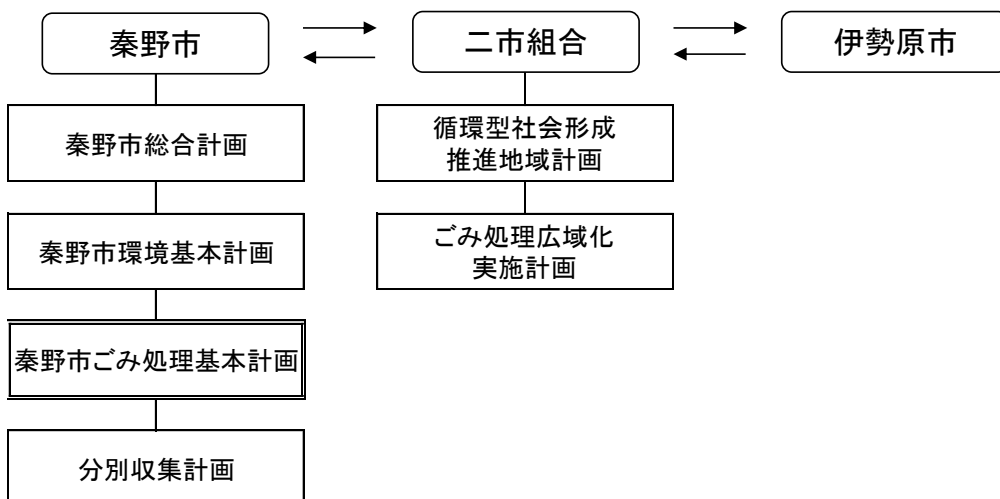 秦野市
二市組合
伊勢原市
秦野市総合計画
循環型社会形成
推進地域計画
秦野市環境基本計画
ごみ処理広域化
実施計画
秦野市ごみ処理基本計画
分別収集計画